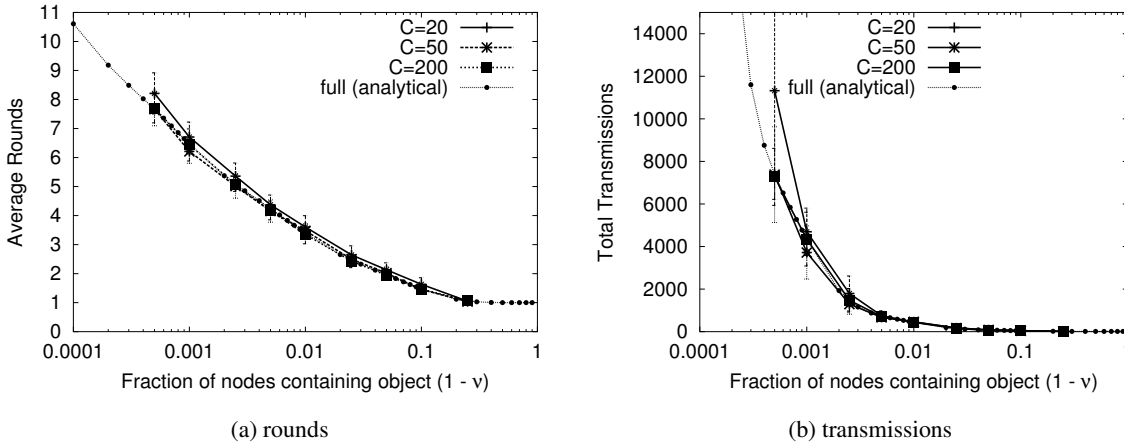 11
10
9
8
7
6
5
4
3
2
1
0
Average Rounds
C=20
C=50
C=200
full (analytical)
0.0001 0.001 0.01 0.1 1
Fraction of nodes containing object (1 - ν)
(a) rounds
14000
12000
10000
8000
6000
4000
2000
0
Total Transmissions
C=20
C=50
C=200
full (analytical)
0.0001 0.001 0.01 0.1
Fraction of nodes containing object (1 - ν)
(b) transmissions